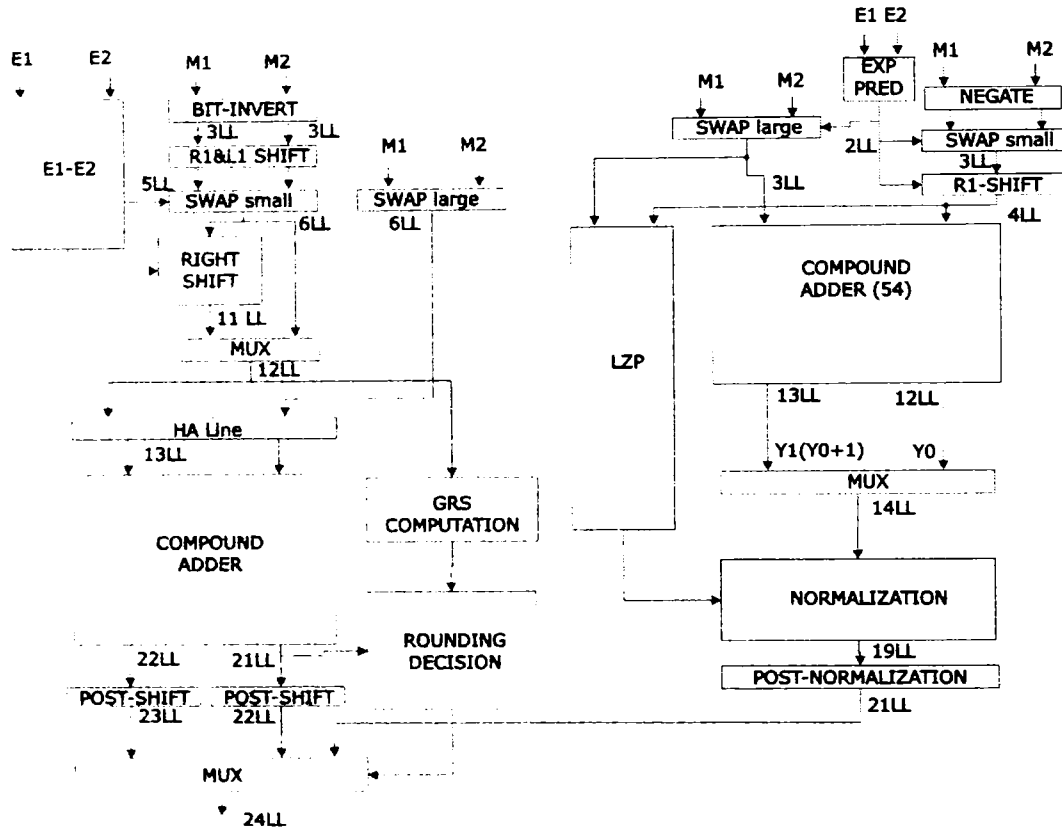 E1 E2
E1 E2 M1 M2 M1 M2 EXP PRED M1 M2
BIT-INVERT
NEGATE
3LL 3LL
SWAP large
2LL
SWAP small
R1&L1 SHIFT
M1 M2
3LL
E1-E2
5LL
SWAP small
SWAP large
3LL
R1-SHIFT
6LL
6LL
4LL
RIGHT
SHIFT
COMPOUND
ADDER (54)
11 LL
MUX
LZP
12LL
13LL 12LL
HA Line
13LL
Y1(Y0+1) Y0
MUX
GRS
COMPUTATION
14LL
COMPOUND
ADDER
NORMALIZATION
ROUNDING
DECISION
22LL 21LL
19LL
POST-SHIFT POST-SHIFT
POST-NORMALIZATION
23LL 22LL
21LL
MUX
24LL